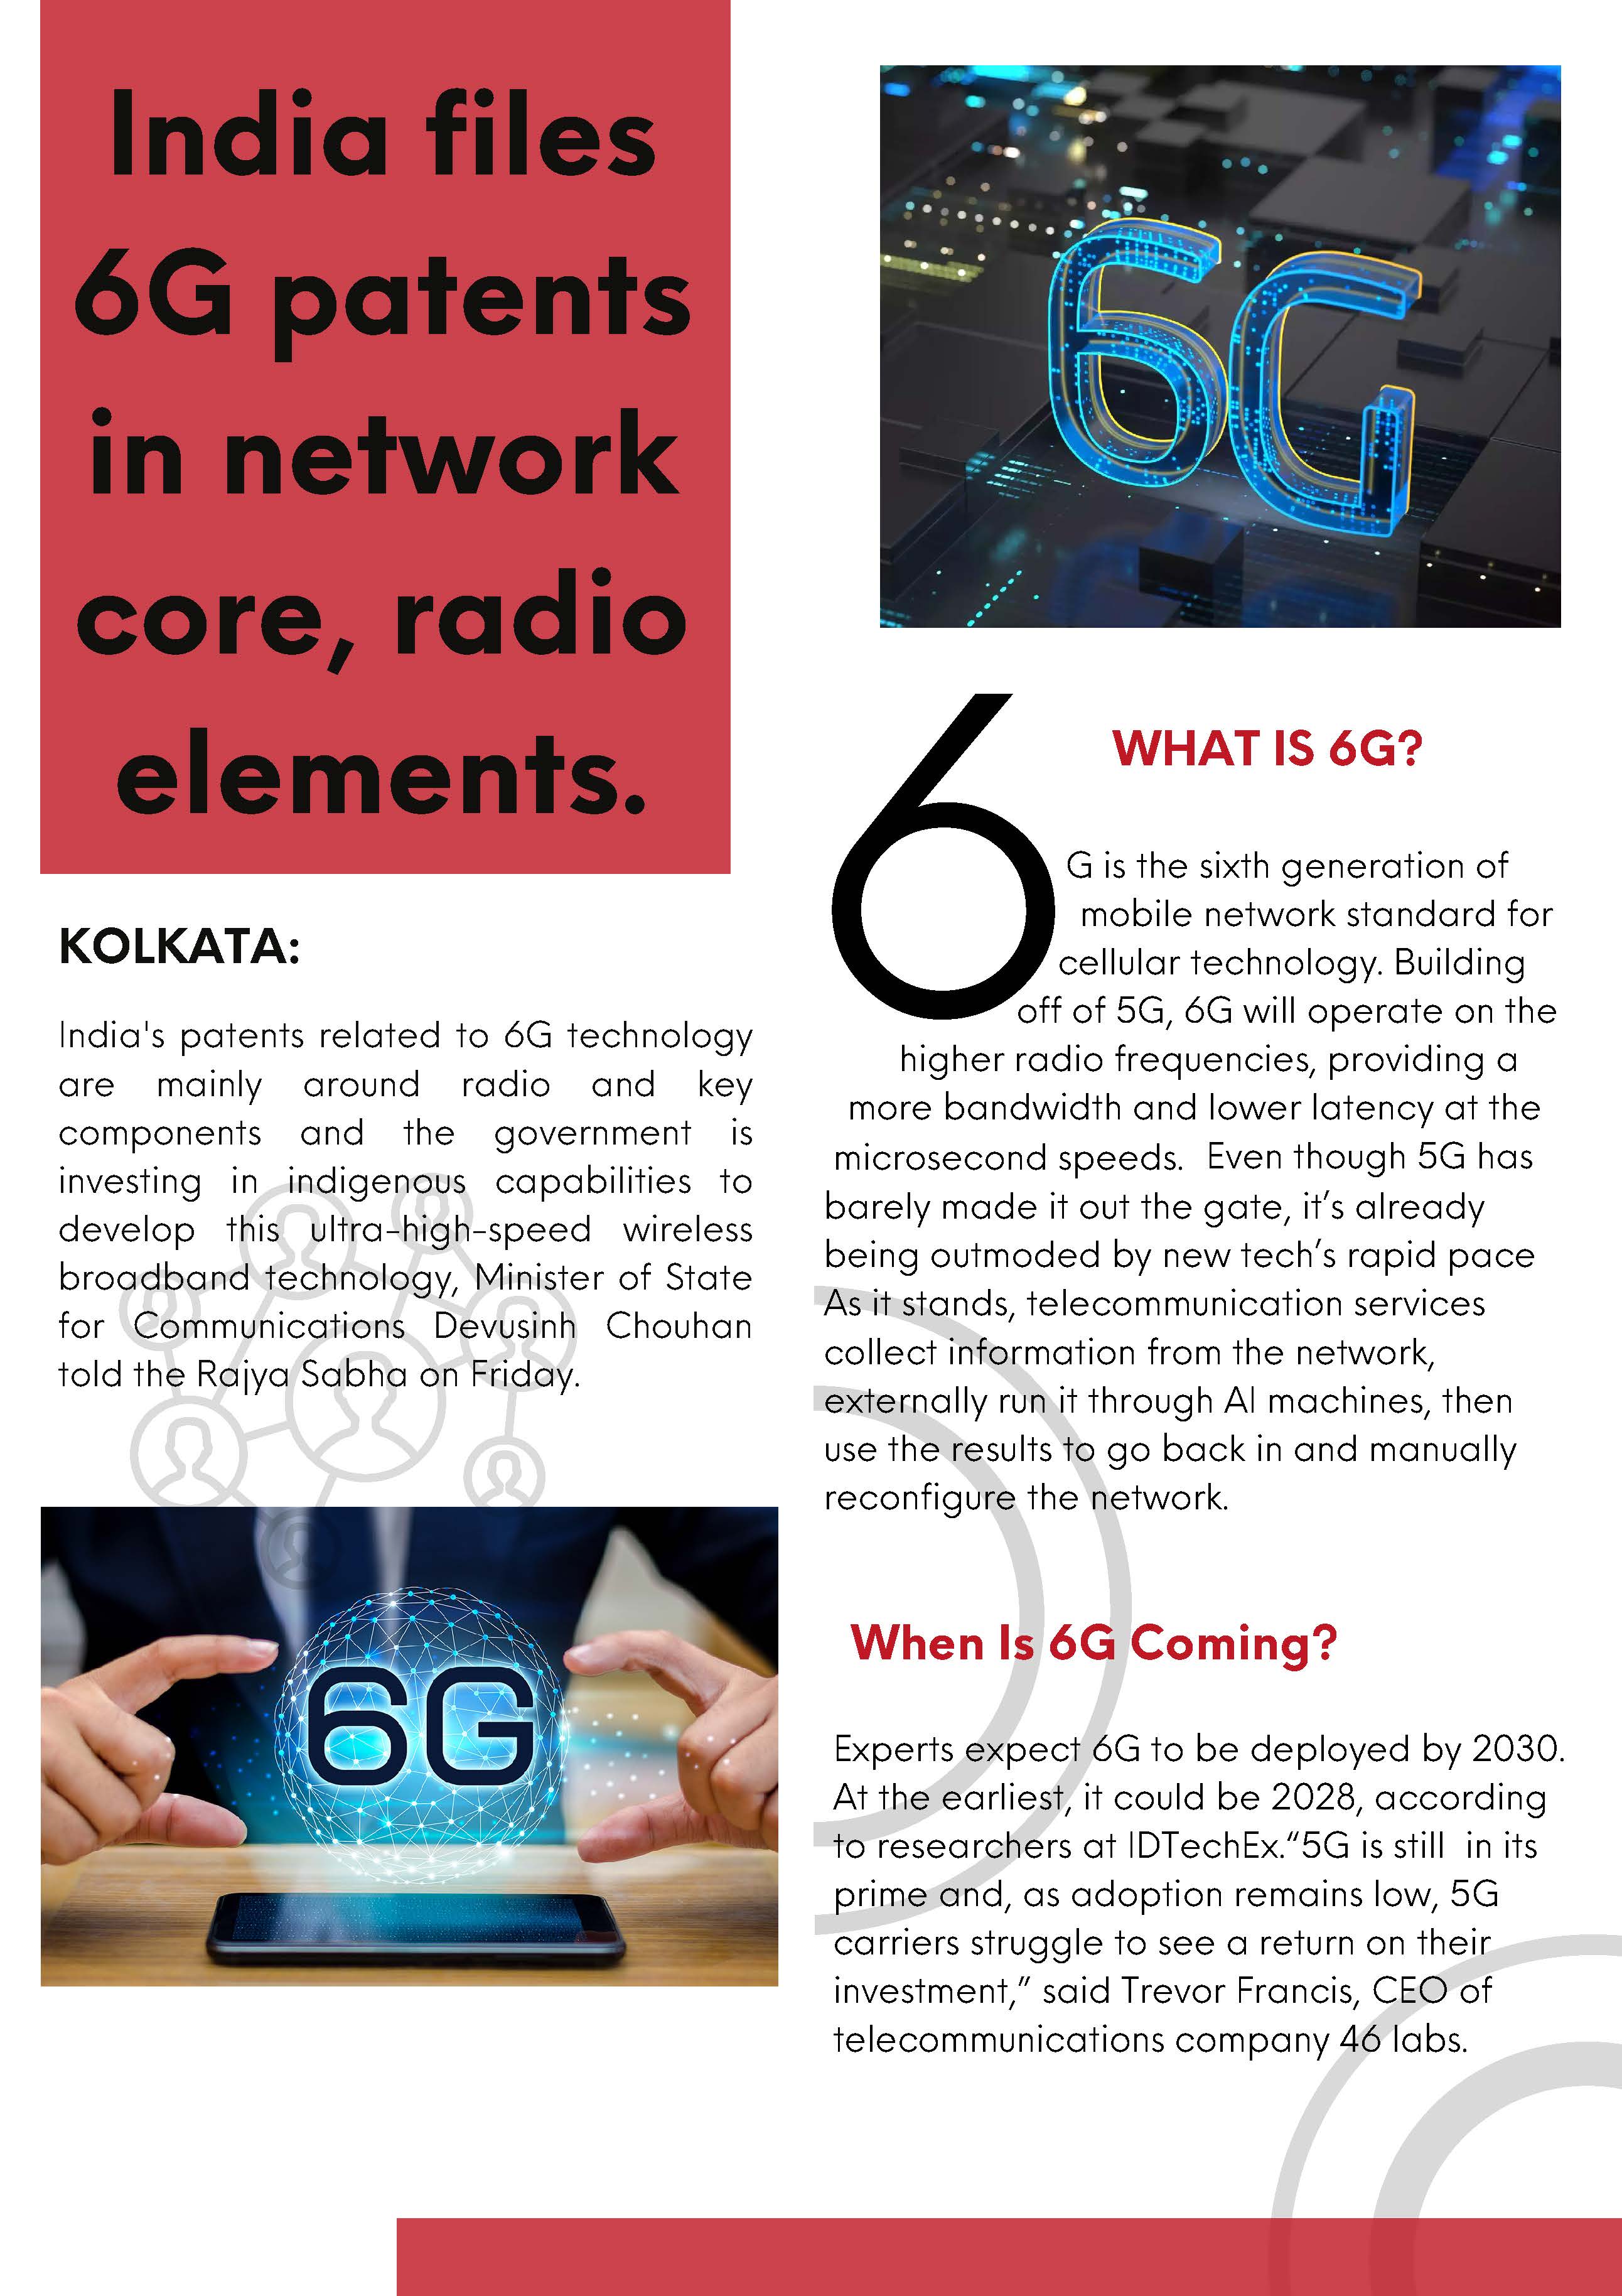 India files
6G patents
in network
core, radio
elements.
KOLKATA:
India's patents related to 6G technology
are mainly around radio and key
components and the government is
investing in indigenous capabilities to
develop this ultra-high-speed wireless
broadband technology, Minister of State
for Communications Devusinh Chouhan
told the Rajya Sabha on Friday.
6G
6G
WHAT IS 6G?
6
G is the sixth generation of
mobile network standard for
cellular technology. Building
off of 5G, 6G will operate on the
higher radio frequencies, providing a
more bandwidth and lower latency at the
microsecond speeds. Even though 5G has
barely made it out the gate, it’s already
being outmoded by new tech’s rapid pace
As it stands, telecommunication services
collect information from the network,
externally run it through AI machines, then
use the results to go back in and manually
reconfigure the network.
When Is 6G Coming?
Experts expect 6G to be deployed by 2030.
At the earliest, it could be 2028, according
to researchers at IDTechEx.“5G is still in its
prime and, as adoption remains low, 5G
carriers struggle to see a return on their
investment,” said Trevor Francis, CEO of
telecommunications company 46 labs.